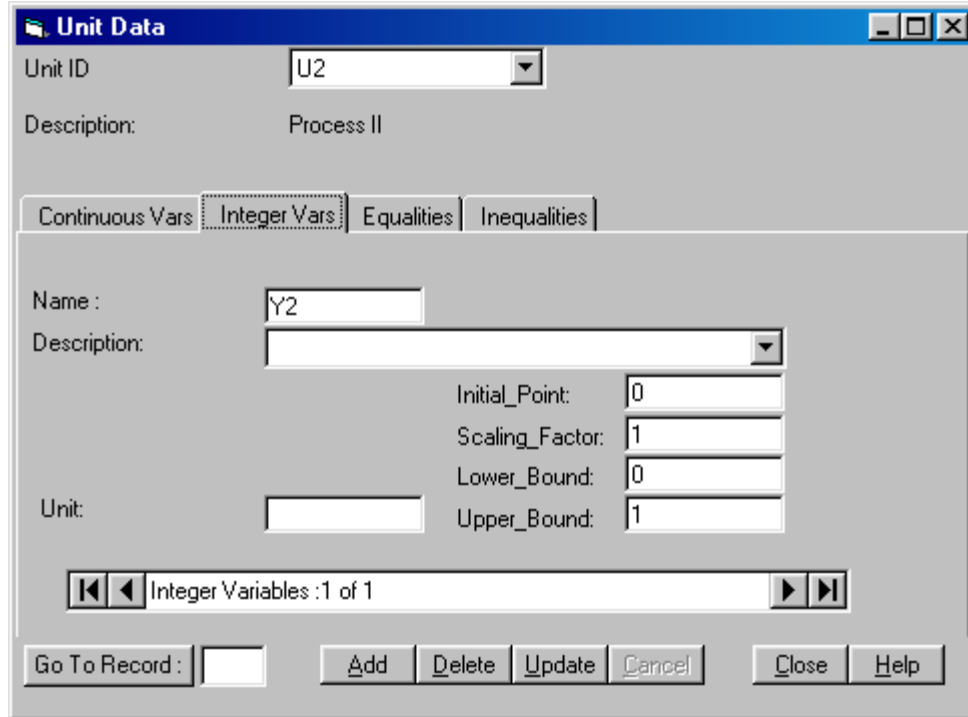 Unit Data
Unit ID U2
Description: Process II
Continuous Vars Integer Vars Equalities Inequalities
Name : Y2
Description:
Initial_Point: 0
Scaling_Factor: 1
Lower_Bound: 0
Unit: Upper_Bound: 1
Integer Variables :1 of 1
Go To Record : Add Delete Update Cancel Close Help